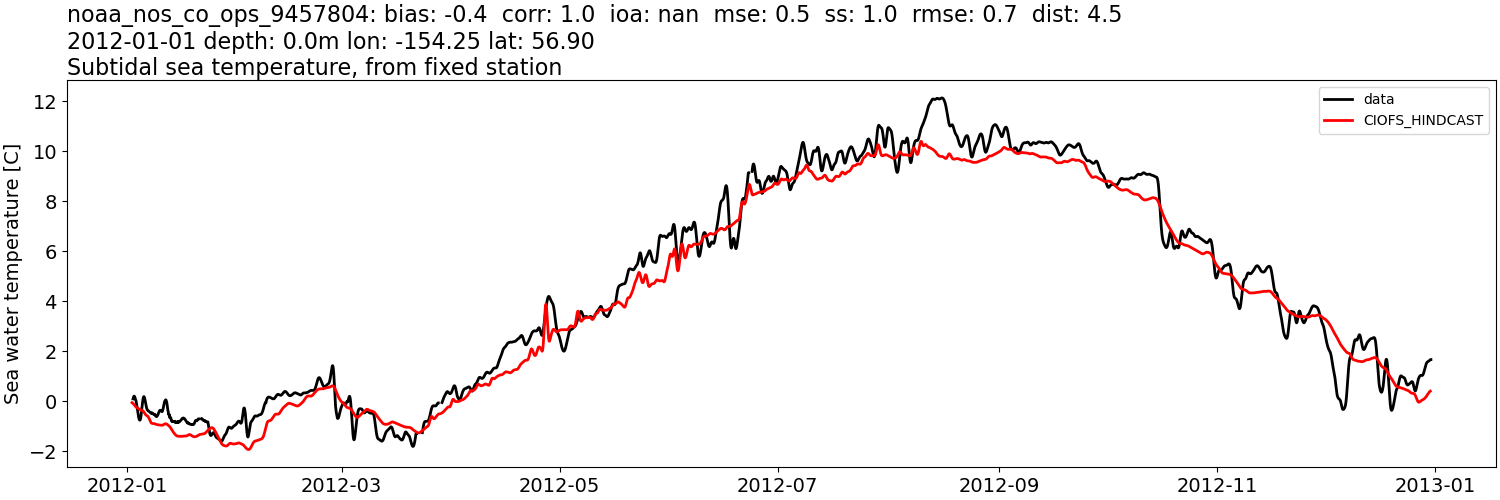 noaa_nos_co_ops_9457804: bias: -0.4  corr: 1.0  ioa: nan  mse: 0.5  ss: 1.0  rmse: 0.7  dist: 4.5
2012-01-01 depth: 0.0m lon: -154.25 lat: 56.90
Subtidal sea temperature, from fixed station
data
CIOFS_HINDCAST
Sea water temperature [C]
12
10
8
6
4
2
0
−2
2012-01
2012-03
2012-05
2012-07
2012-09
2012-11
2013-01